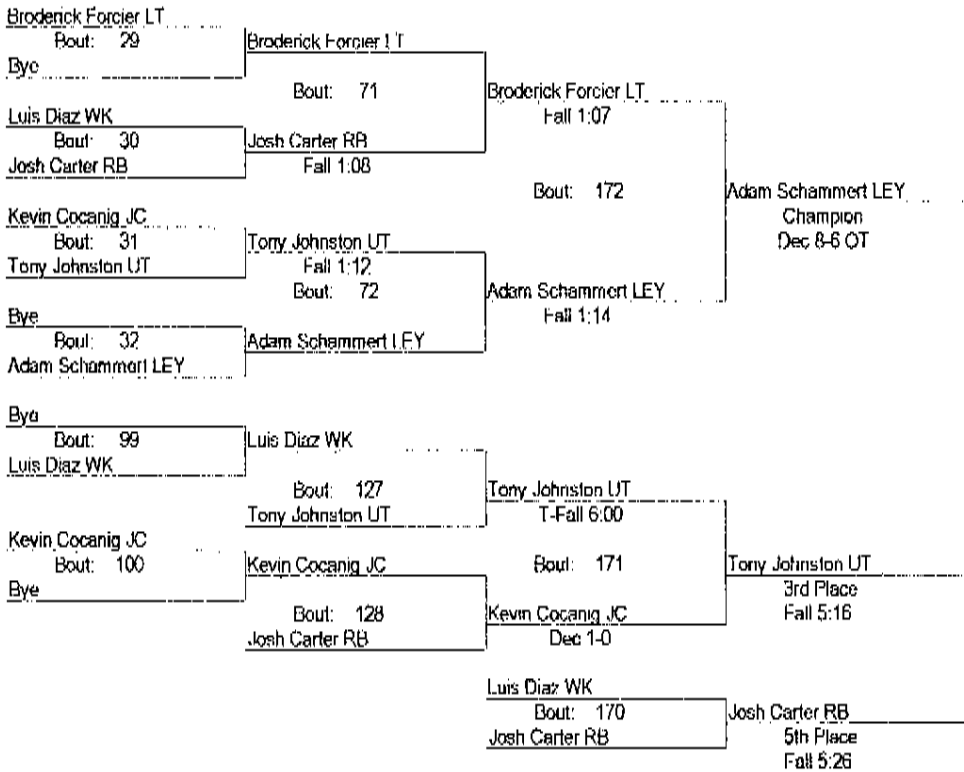 Broderick Forcier LT
Bout: 29
Bye
Broderick Forcier LT
Bout: 71
Luis Diaz WK
Bout: 30
Josh Carter RB
Josh Carter RB
Fall 1:08
Broderick Forcier LT
Fall 1:07
Bout: 172
Adam Schammert LEY
Champion
Dec 8-6 OT
Kevin Cocanig JC
Bout: 31
Tony Johnston UT
Tony Johnston UT
Fall 1:12
Bout: 72
Adam Schammert LEY
Fall 1:14
Bye
Bout: 32
Adam Schammert LEY
Adam Schammert LEY
Bye
Bout: 99
Luis Diaz WK
Luis Diaz WK
Bout: 127
Tony Johnston UT
Tony Johnston UT
T-Fall 6:00
Kevin Cocanig JC
Bout: 100
Bye
Kevin Cocanig JC
Bout: 128
Josh Carter RB
Bout: 171
Kevin Cocanig JC
Dec 1-0
Tony Johnston UT
3rd Place
Fall 5:16
Luis Diaz WK
Bout: 170
Josh Carter RB
Josh Carter RB
5th Place
Fall 5:26